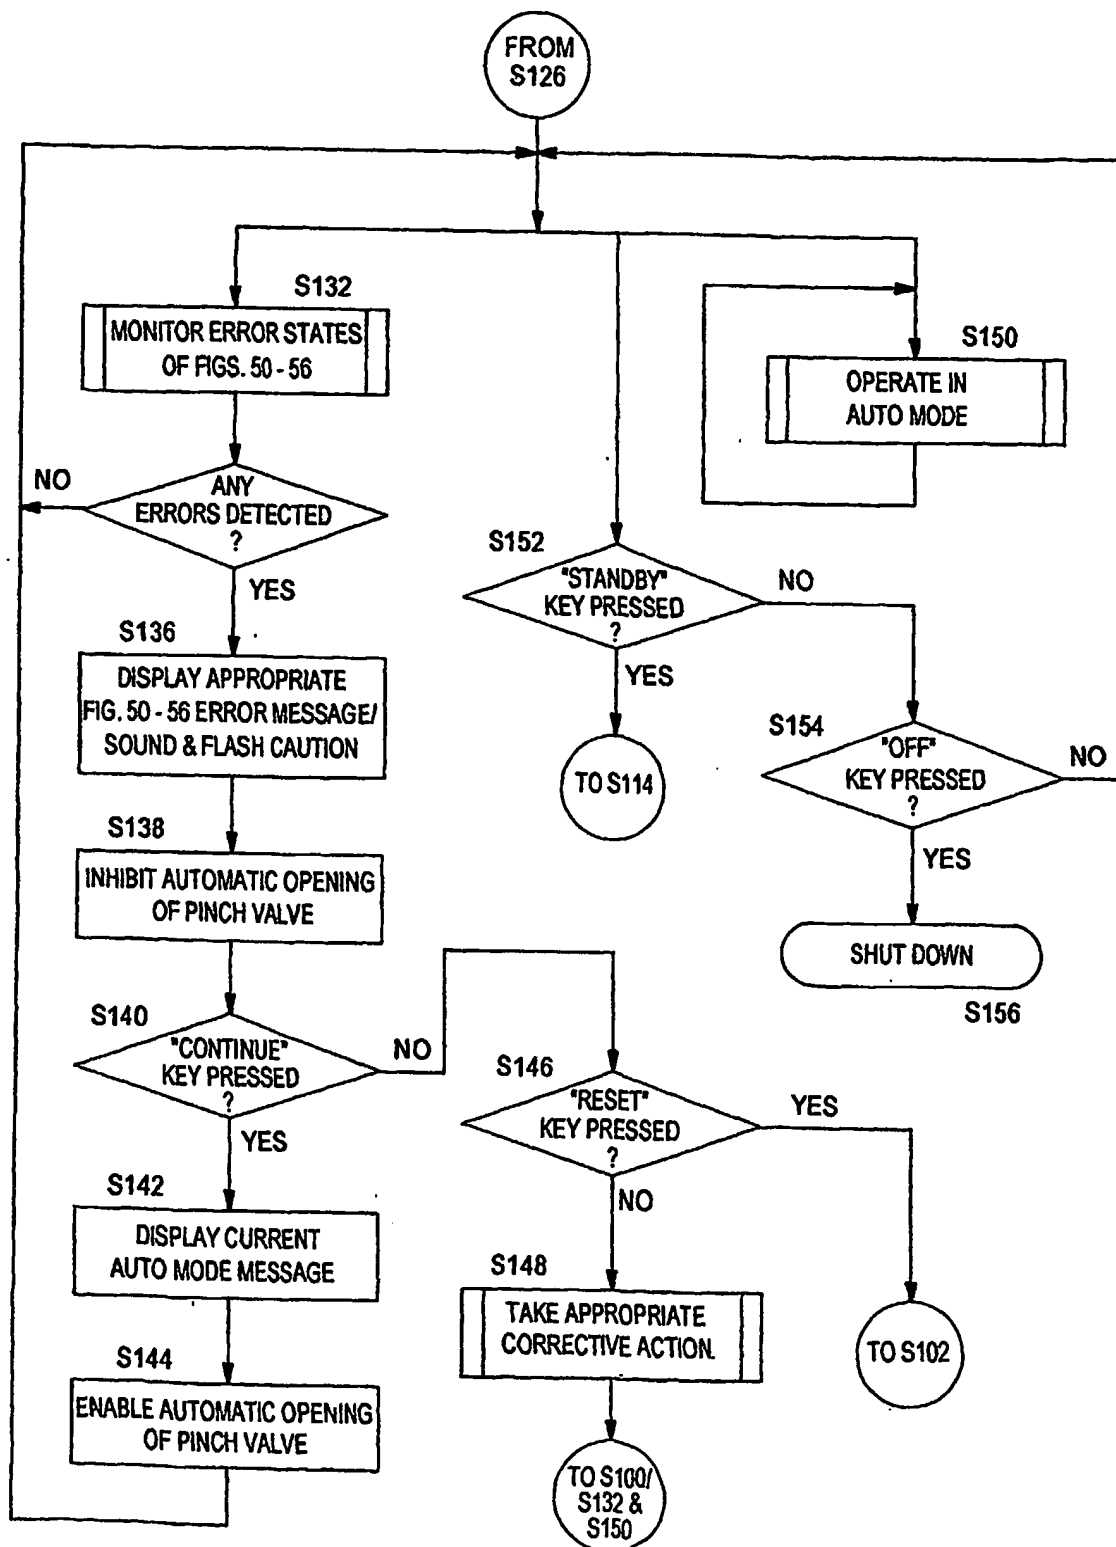 FROM
S126
S132
MONITOR ERROR STATES
OF FIGS. 50 - 56
S150
OPERATE IN
AUTO MODE
NO
ANY
ERRORS DETECTED
?
YES
S152
"STANDBY"
KEY PRESSED
?
NO
YES
S136
DISPLAY APPROPRIATE
FIG. 50 - 56 ERROR MESSAGE/
SOUND & FLASH CAUTION
TO S114
S154
"OFF"
KEY PRESSED
?
NO
YES
S138
INHIBIT AUTOMATIC OPENING
OF PINCH VALVE
SHUT DOWN
S156
S140
"CONTINUE"
KEY PRESSED
?
NO
YES
S146
"RESET"
KEY PRESSED
?
YES
NO
S142
DISPLAY CURRENT
AUTO MODE MESSAGE
S148
TAKE APPROPRIATE
CORRECTIVE ACTION.
TO S102
S144
ENABLE AUTOMATIC OPENING
OF PINCH VALVE
TO S100/
S132 &
S150